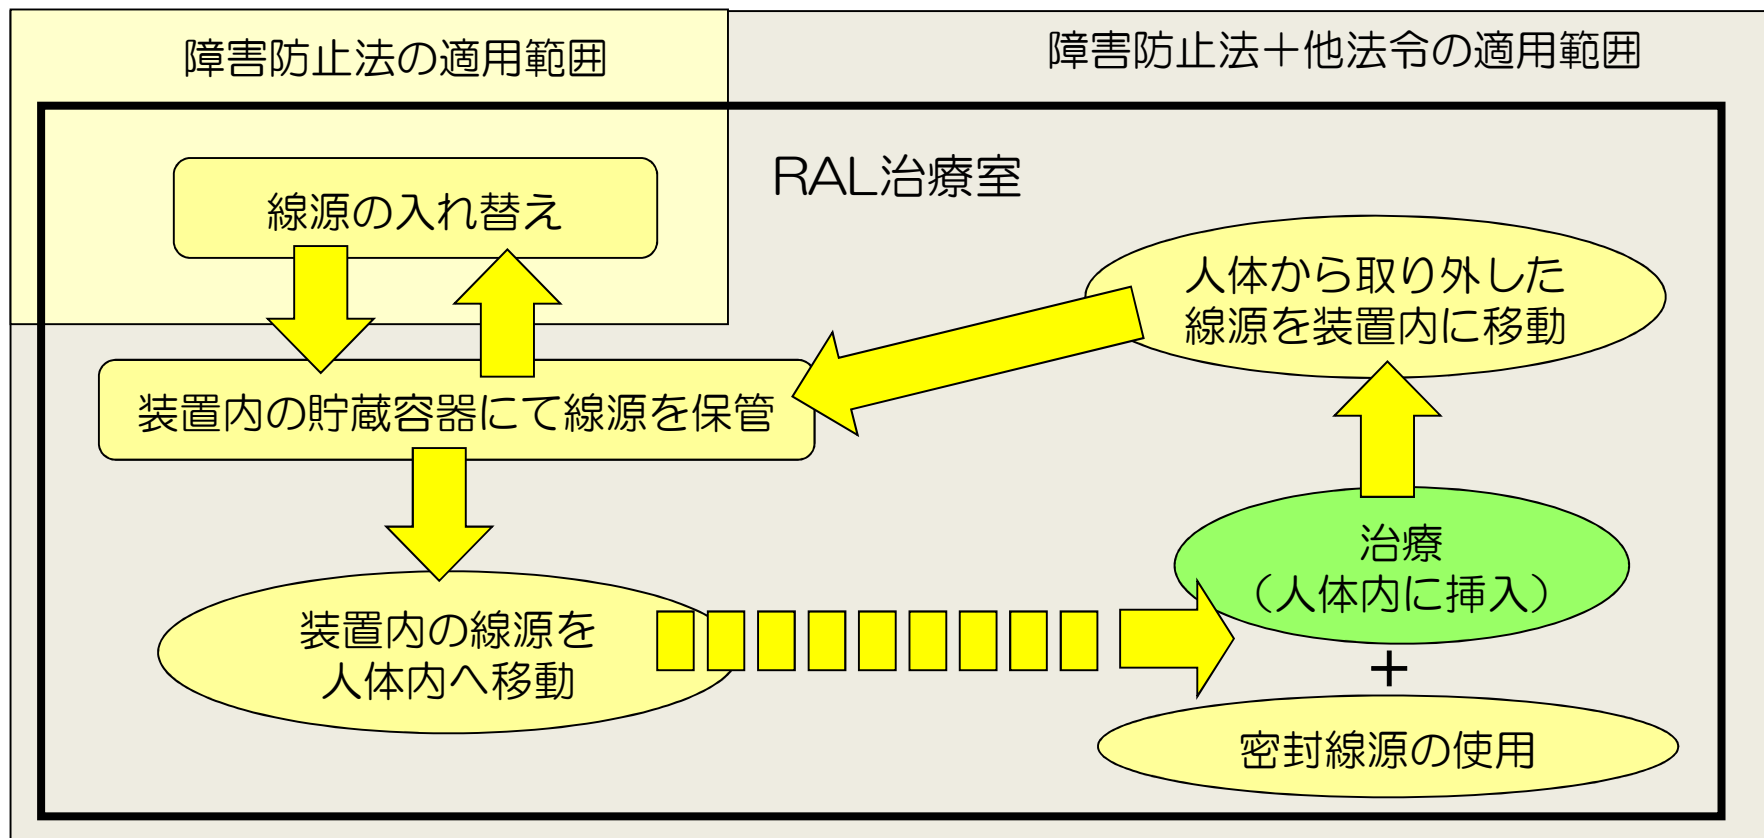 障害防止法の適用範囲
障害防止法＋他法令の適用範囲
RAL治療室
線源の入れ替え
人体から取り外した
線源を装置内に移動
装置内の貯蔵容器にて線源を保管
治療
（人体内に挿入）
装置内の線源を
人体内へ移動
＋
密封線源の使用